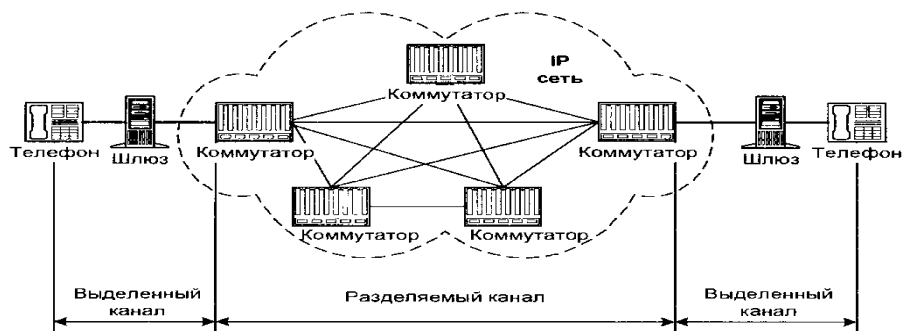 IP
сеть
Коммутатор
Телефон
Шлюз
Коммутатор
Коммутатор
Шлюз
Телефон
Коммутатор
Коммутатор
Выделенный
канал
Разделяемый канал
Выделенный
канал